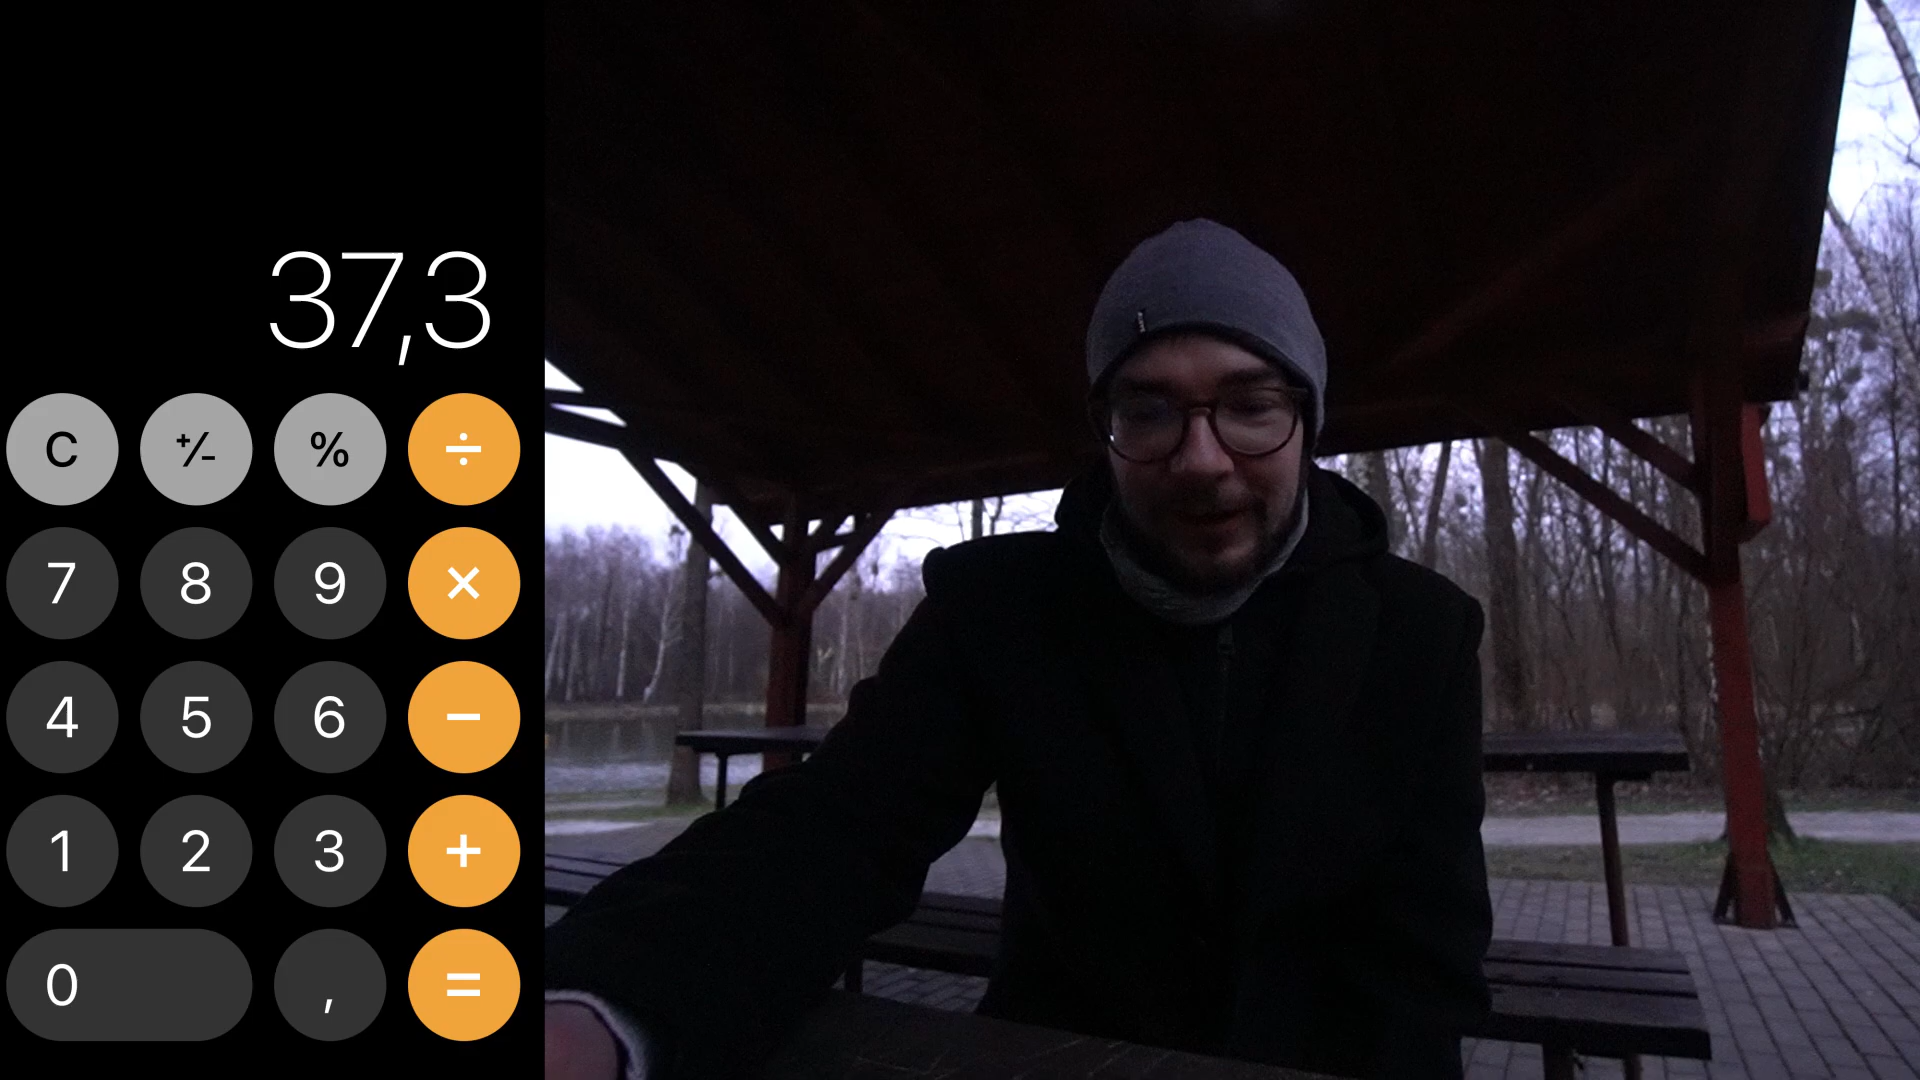 37,3
C +/- % ÷
7 8 9 ×
4 5 6 −
1 2 3 +
0 , =